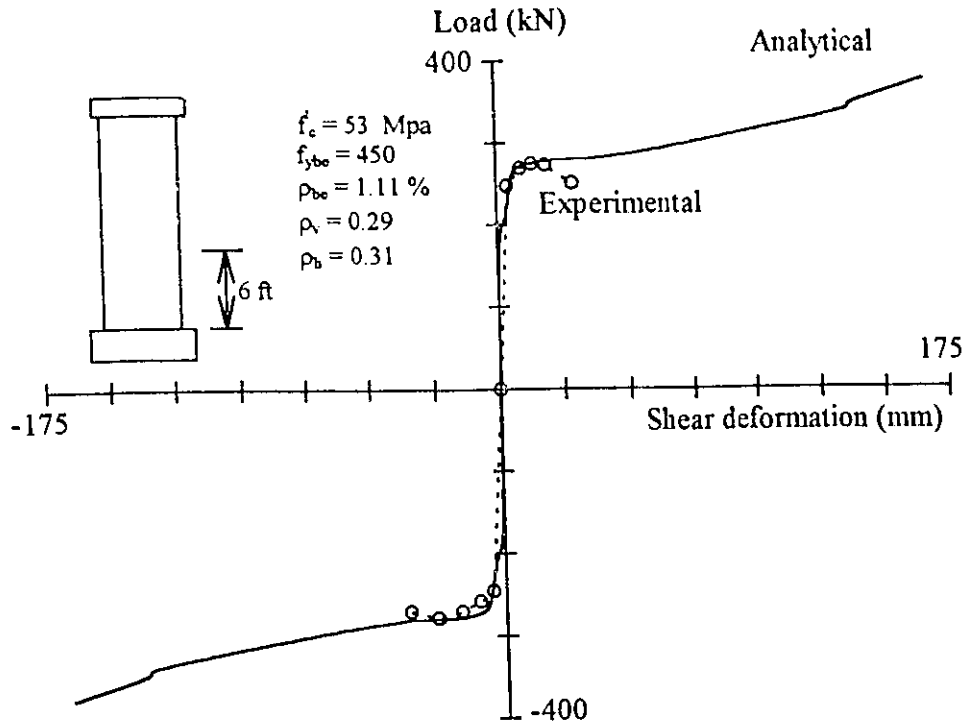 Load (kN)
400
Analytical
f'c = 53 Mpa
fybe = 450
ρbe = 1.11 %
ρv = 0.29
ρh = 0.31
Experimental
6 ft
175
-175
Shear deformation (mm)
-400